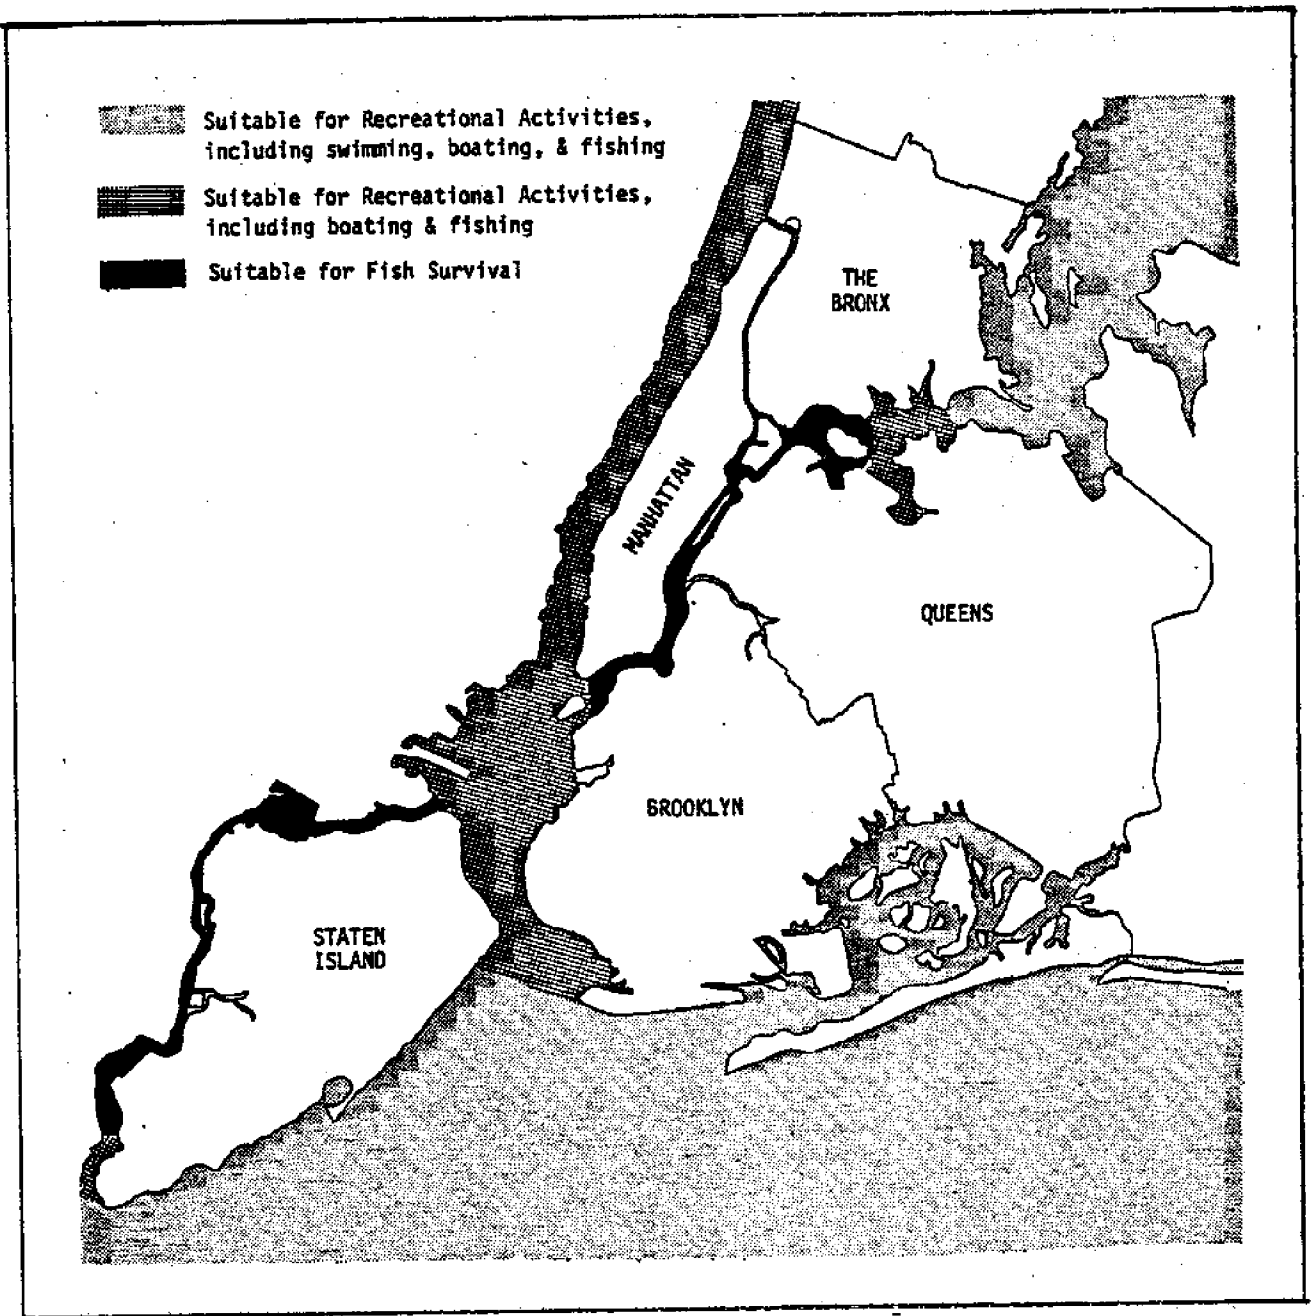 Suitable for Recreational Activities,
including swimming, boating, & fishing
Suitable for Recreational Activities,
including boating & fishing
Suitable for Fish Survival
THE
BRONX
MANHATTAN
QUEENS
BROOKLYN
STATEN
ISLAND